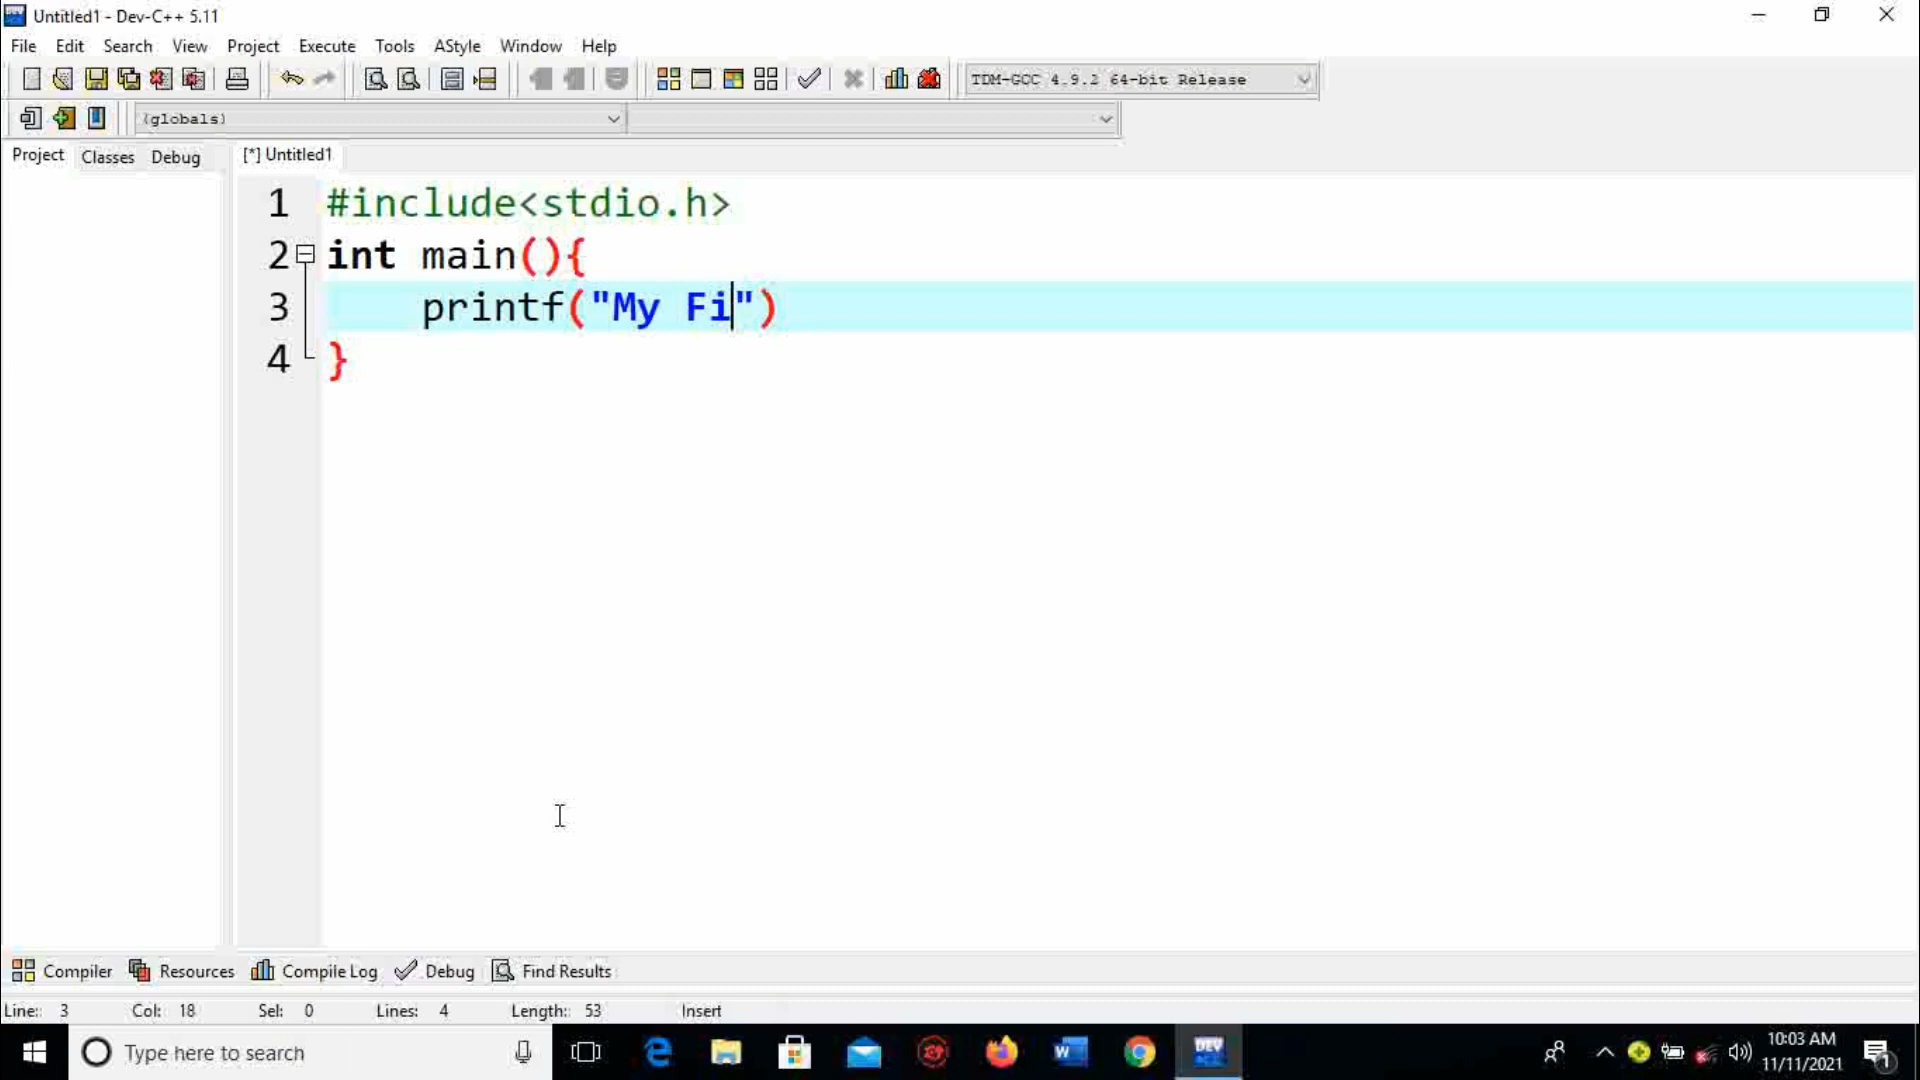 Untitled1 - Dev-C++ 5.11
File Edit Search View Project Execute Tools AStyle Window Help
TDM-GCC 4.9.2 64-bit Release
(globals)
Project Classes Debug [*] Untitled1
1 #include<stdio.h>
2 int main(){
3 printf("My Fi")
4 }
Compiler Resources Compile Log Debug Find Results
Line: 3 Col: 18 Sel: 0 Lines: 4 Length: 53 Insert
Type here to search
DEV
10:03 AM
11/11/2021
1